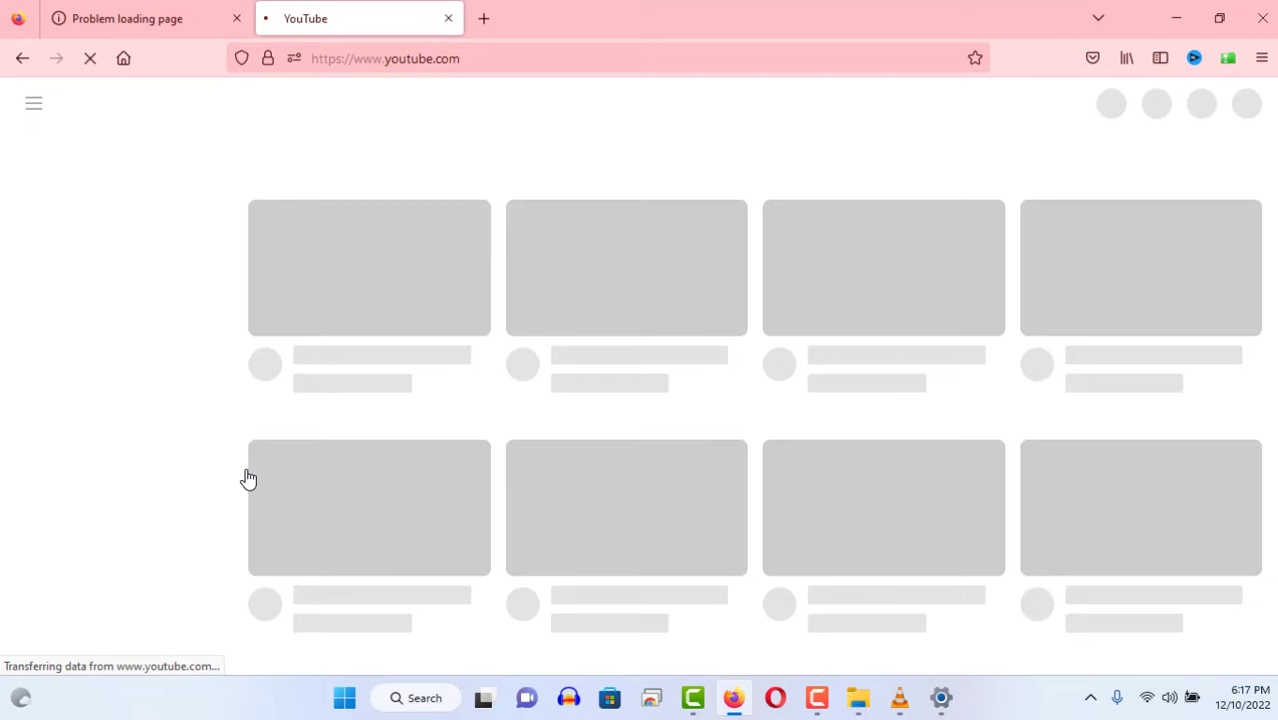 Problem loading page
YouTube
https://www.youtube.com
Transferring data from www.youtube.com...
Search
6:17 PM
12/10/2022